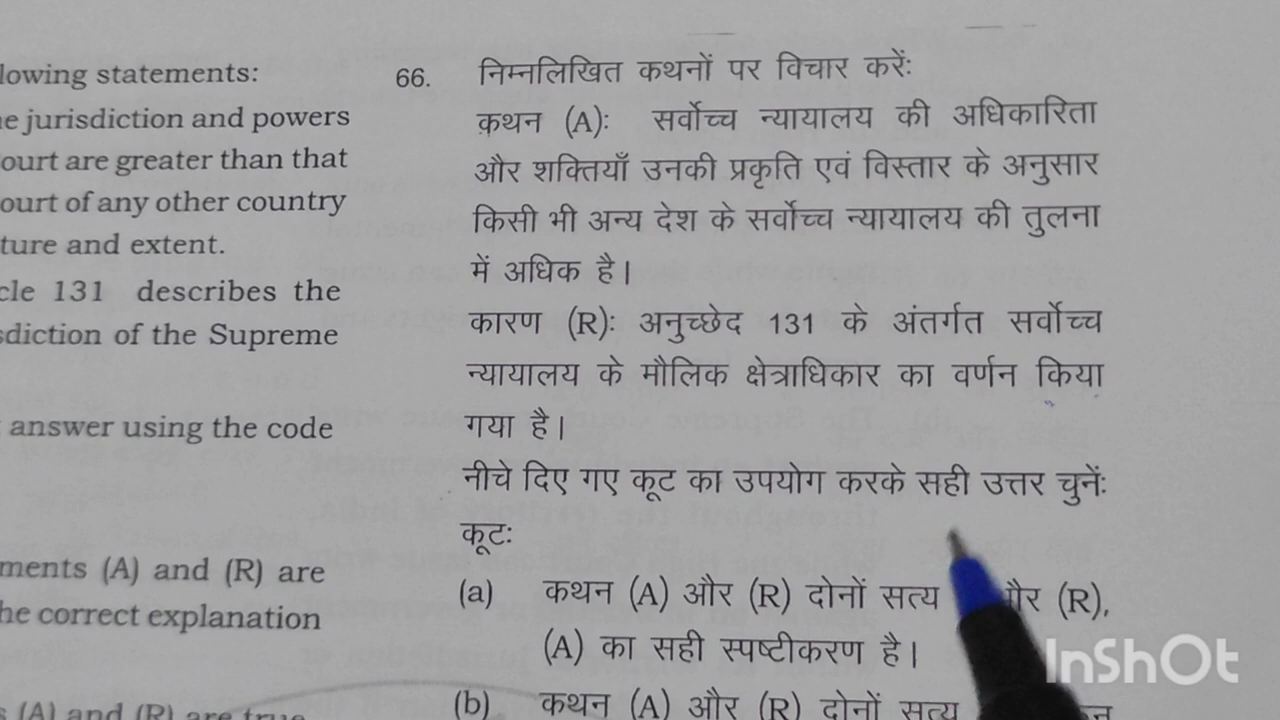 lowing statements:
e jurisdiction and powers
ourt are greater than that
ourt of any other country
ture and extent.
cle 131 describes the
sdiction of the Supreme
answer using the code
ments (A) and (R) are
he correct explanation
(A) and (R) are true
66. निम्नलिखित कथनों पर विचार करेंः
कथन (A): सर्वोच्च न्यायालय की अधिकारिता
और शक्तियाँ उनकी प्रकृति एवं विस्तार के अनुसार
किसी भी अन्य देश के सर्वोच्च न्यायालय की तुलना
में अधिक है।
कारण (R): अनुच्छेद 131 के अंतर्गत सर्वोच्च
न्यायालय के मौलिक क्षेत्राधिकार का वर्णन किया
गया है।
नीचे दिए गए कूट का उपयोग करके सही उत्तर चुनेंः
कूटः
(a) कथन (A) और (R) दोनों सत्य और (R),
(A) का सही स्पष्टीकरण है।
(b) कथन (A) और (R) दोनों सत्य
InShOt